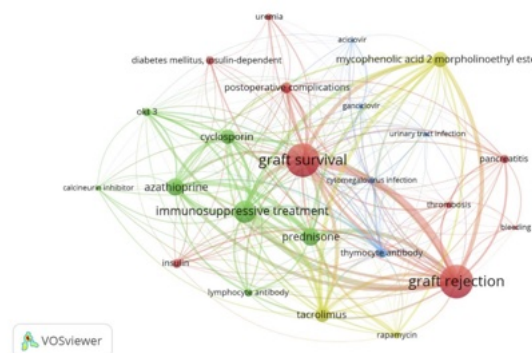 uremia
aciclovir
diabetes mellitus, insulin-dependent
mycophenolic acid 2 morpholinoethyl este
postoperative complications
ganciclovir
okt 3
cyclosporin
urinary tract infection
graft survival
pancreatitis
cytomegalovirus infection
calcineurin inhibitor
azathioprine
thrombosis
immunosuppressive treatment
bleeding
prednisone
thymocyte antibody
insulin
graft rejection
lymphocyte antibody
tacrolimus
rapamycin
VOSviewer